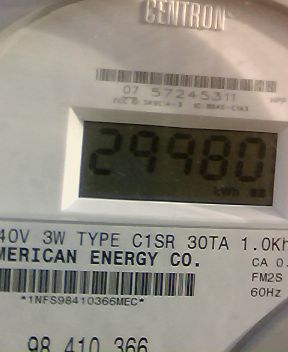 CENTRON
07 57245311
29980
kWh
40V 3W TYPE C1SR 30TA 1.0Kh
MERICAN ENERGY CO.
CA 0.
FM2S
60Hz
*1NFS98410366MEC*
98 410 366